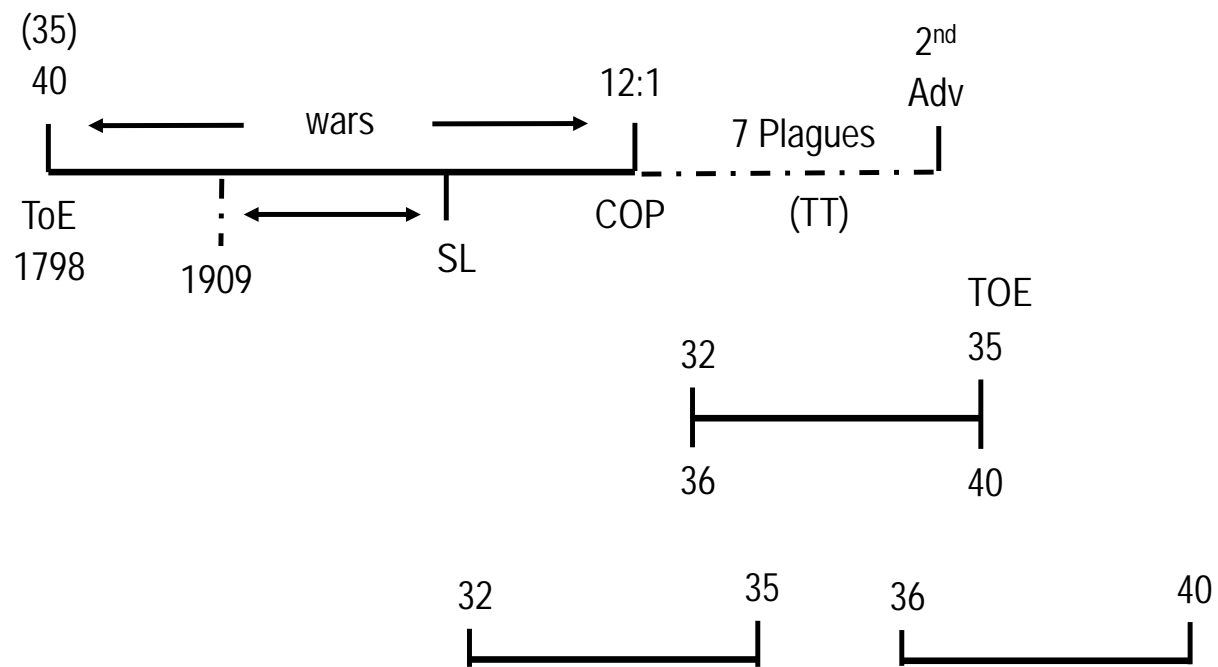 (35)
40
wars
12:1
2nd
Adv
7 Plagues
ToE
1798
1909
SL
COP
(TT)
TOE
32
35
36
40
32
35
36
40